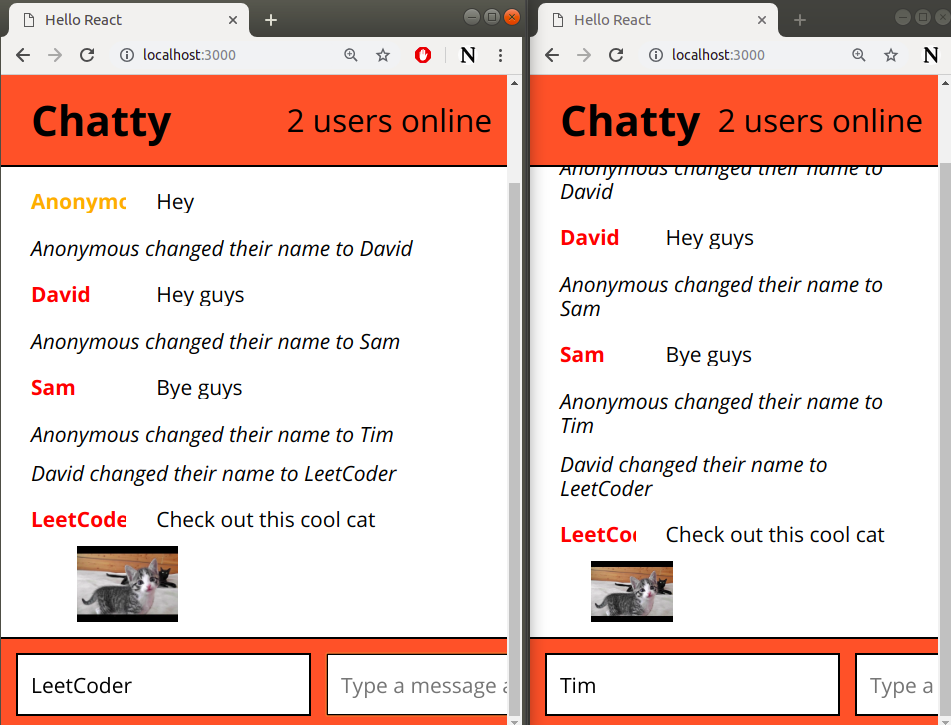 Hello React
localhost:3000
N
Chatty
2 users online
Anonymo
Hey
Anonymous changed their name to David
David
Hey guys
Anonymous changed their name to Sam
Sam
Bye guys
Anonymous changed their name to Tim
David changed their name to LeetCoder
LeetCode
Check out this cool cat
LeetCoder
Type a message a
Hello React
localhost:3000
N
Chatty
2 users online
Anonymous changed their name to
David
David
Hey guys
Anonymous changed their name to
Sam
Sam
Bye guys
Anonymous changed their name to
Tim
David changed their name to
LeetCoder
LeetCo
Check out this cool cat
Tim
Type a